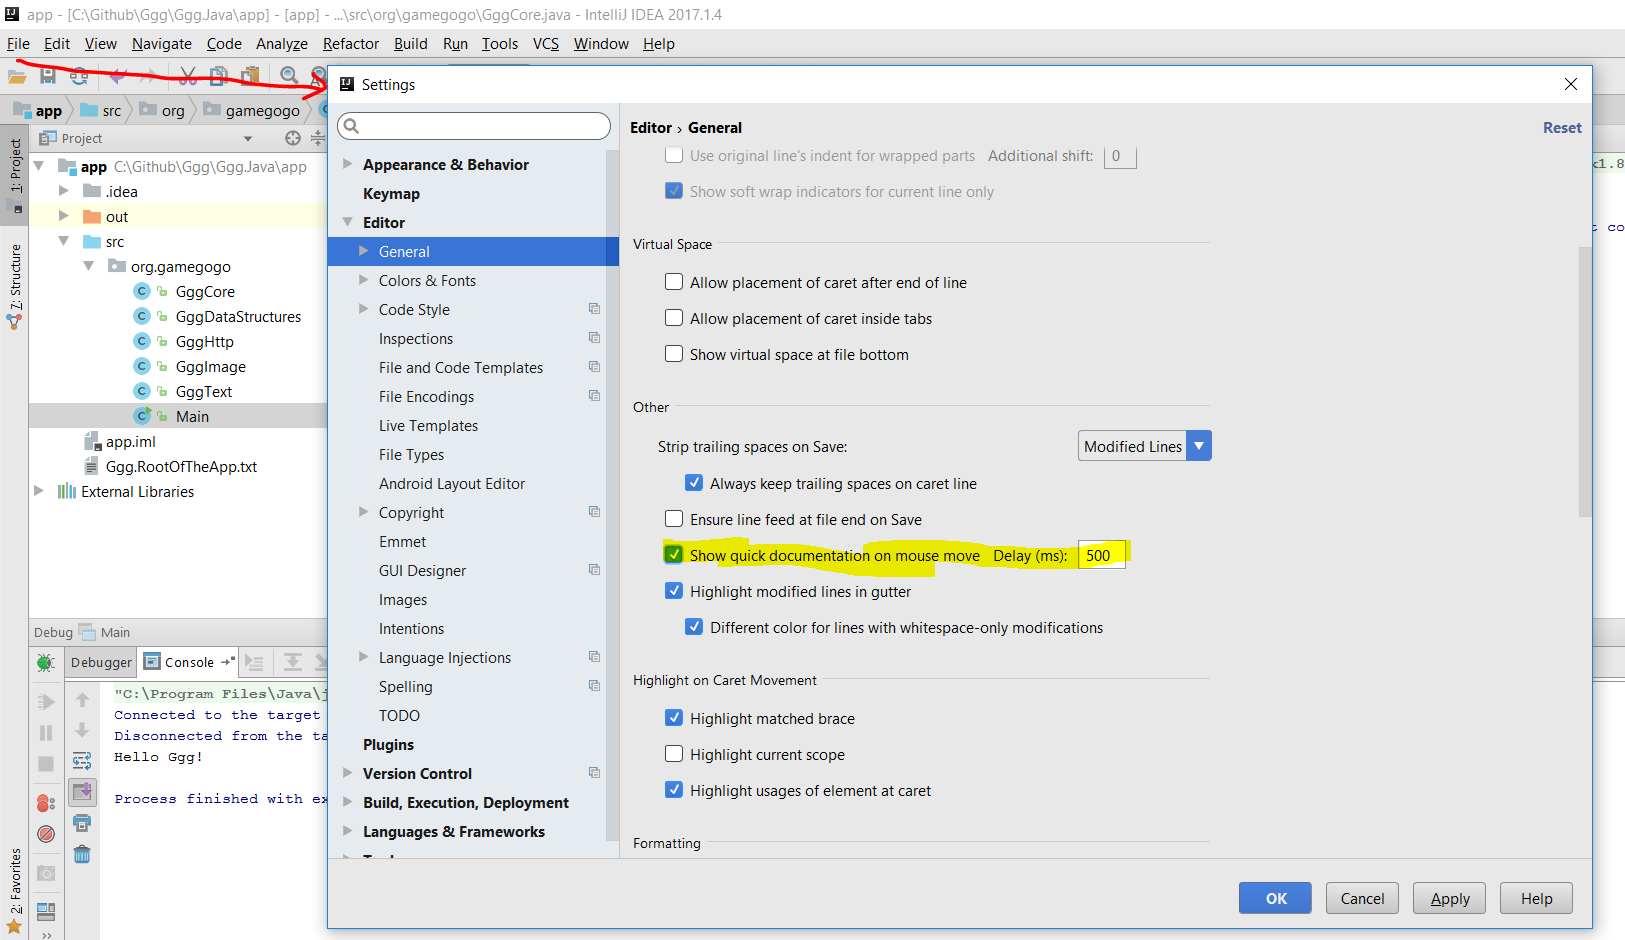 app - [C:\Github\Ggg\Ggg.Java\app] - [app] - ...\src\org\gamegogo\GggCore.java - IntelliJ IDEA 2017.1.4
File Edit View Navigate Code Analyze Refactor Build Run Tools VCS Window Help
app src org gamegogo
1: Project
7: Structure
2: Favorites
Project
app C:\Github\Ggg\Ggg.Java\app
.idea
out
src
org.gamegogo
GggCore
GggDataStructures
GggHttp
GggImage
GggText
Main
app.iml
Ggg.RootOfTheApp.txt
External Libraries
Debug Main
Debugger Console
"C:\Program Files\Java\j
Connected to the target
Disconnected from the ta
Hello Ggg!
Process finished with ex
Settings
Appearance & Behavior
Keymap
Editor
General
Colors & Fonts
Code Style
Inspections
File and Code Templates
File Encodings
Live Templates
File Types
Android Layout Editor
Copyright
Emmet
GUI Designer
Images
Intentions
Language Injections
Spelling
TODO
Plugins
Version Control
Build, Execution, Deployment
Languages & Frameworks
Editor › General Reset
Use original line's indent for wrapped parts Additional shift: 0
Show soft wrap indicators for current line only
Virtual Space
Allow placement of caret after end of line
Allow placement of caret inside tabs
Show virtual space at file bottom
Other
Strip trailing spaces on Save: Modified Lines
Always keep trailing spaces on caret line
Ensure line feed at file end on Save
Show quick documentation on mouse move Delay (ms): 500
Highlight modified lines in gutter
Different color for lines with whitespace-only modifications
Highlight on Caret Movement
Highlight matched brace
Highlight current scope
Highlight usages of element at caret
Formatting
OK Cancel Apply Help
1.8
t co